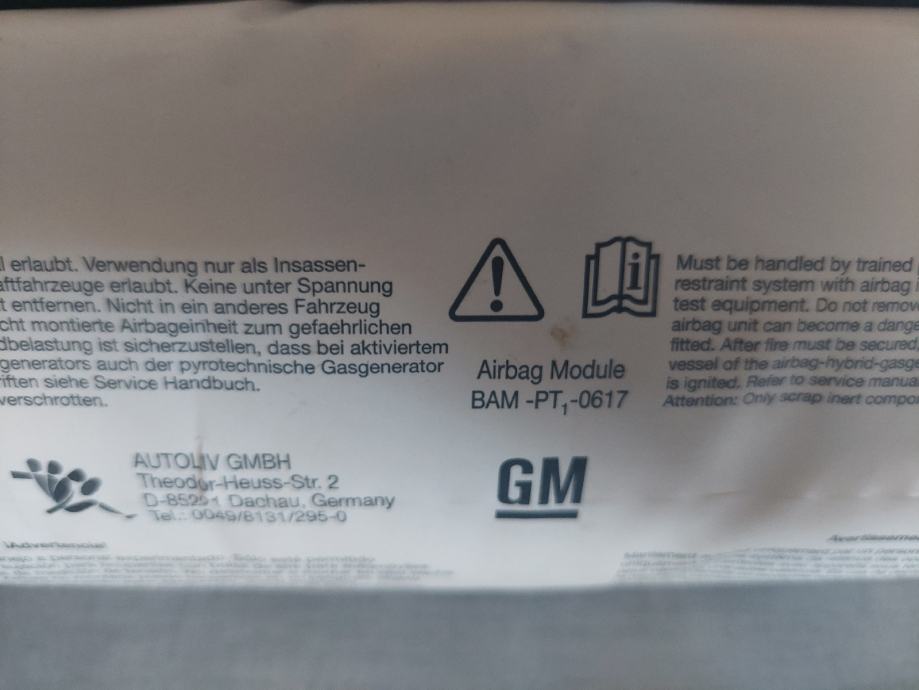 erlaubt. Verwendung nur als Insassen-
aftfahrzeuge erlaubt. Keine unter Spannung
t entfernen. Nicht in ein anderes Fahrzeug
cht montierte Airbageinheit zum gefaehrlichen
dbelastung ist sicherzustellen, dass bei aktiviertem
generators auch der pyrotechnische Gasgenerator
iften siehe Service Handbuch.
verschrotten.
Airbag Module
BAM -PT₁-0617
Must be handled by trained
restraint system with airbag
test equipment. Do not remov
airbag unit can become a dang
fitted. After fire must be secured,
vessel of the airbag-hybrid-gasge
is ignited. Refer to service manua
Attention: Only scrap inert compo
AUTOLIV GMBH
Theodor-Heuss-Str. 2
D-85221 Dachau, Germany
Tel.: 0049/8131/295-0
GM
!Advertencia!